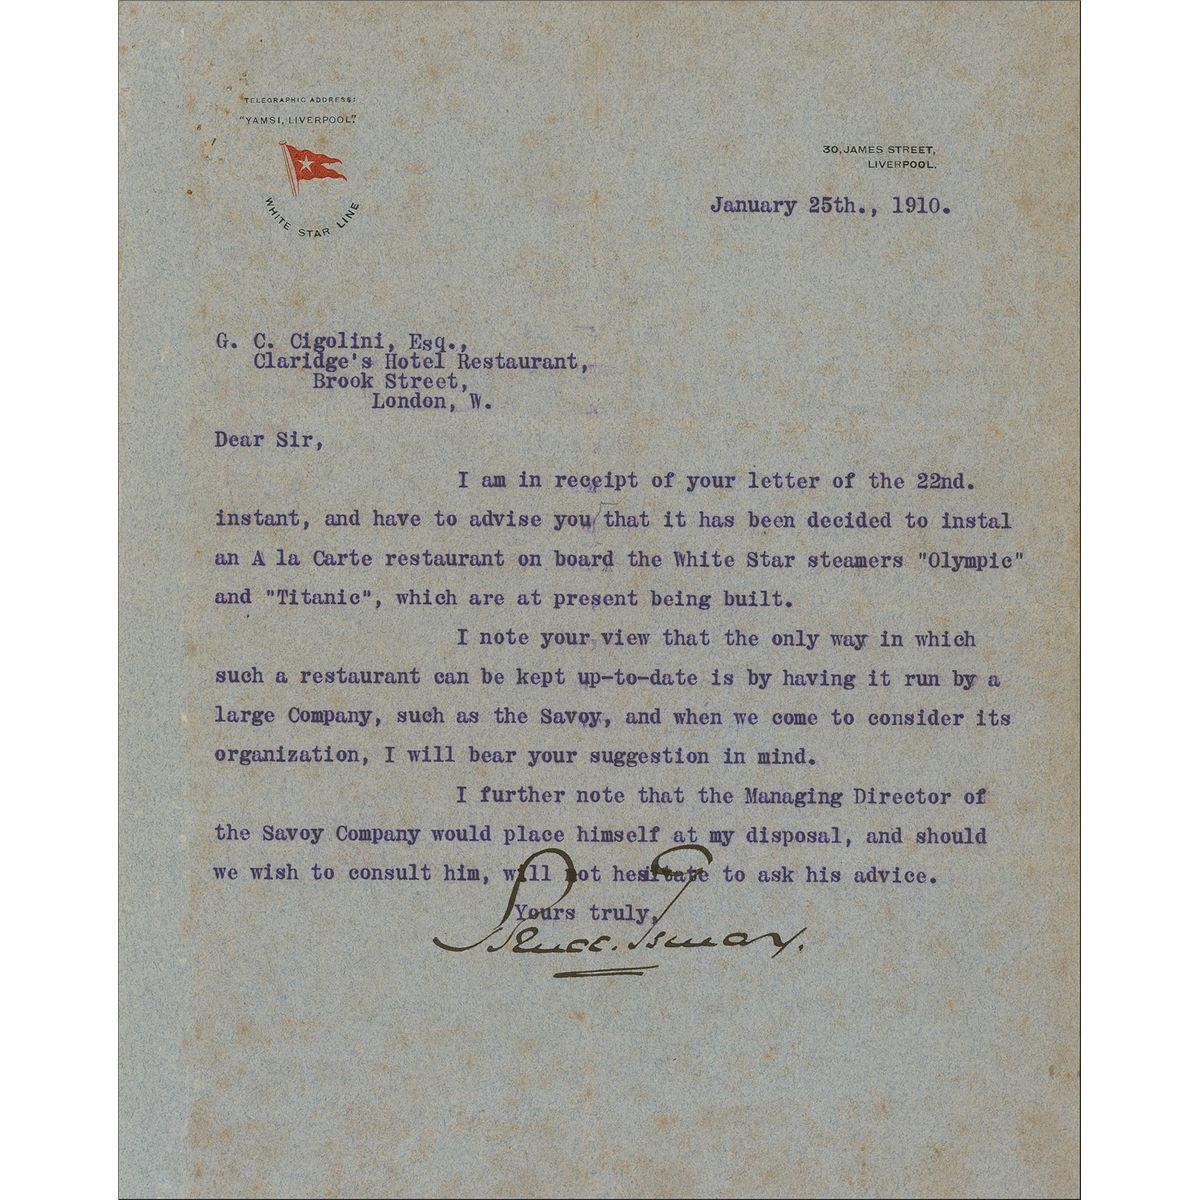 TELEGRAPHIC ADDRESS:
"YAMSI, LIVERPOOL."
WHITE STAR LINE
30, JAMES STREET,
LIVERPOOL.
January 25th., 1910.
G. C. Cigolini, Esq.,
Claridge's Hotel Restaurant,
Brook Street,
London, W.
Dear Sir,
I am in receipt of your letter of the 22nd.
instant, and have to advise you that it has been decided to instal
an A la Carte restaurant on board the White Star steamers "Olympic"
and "Titanic", which are at present being built.
I note your view that the only way in which
such a restaurant can be kept up-to-date is by having it run by a
large Company, such as the Savoy, and when we come to consider its
organization, I will bear your suggestion in mind.
I further note that the Managing Director of
the Savoy Company would place himself at my disposal, and should
we wish to consult him, will not hesitate to ask his advice.
Yours truly,
Bruce Ismay.